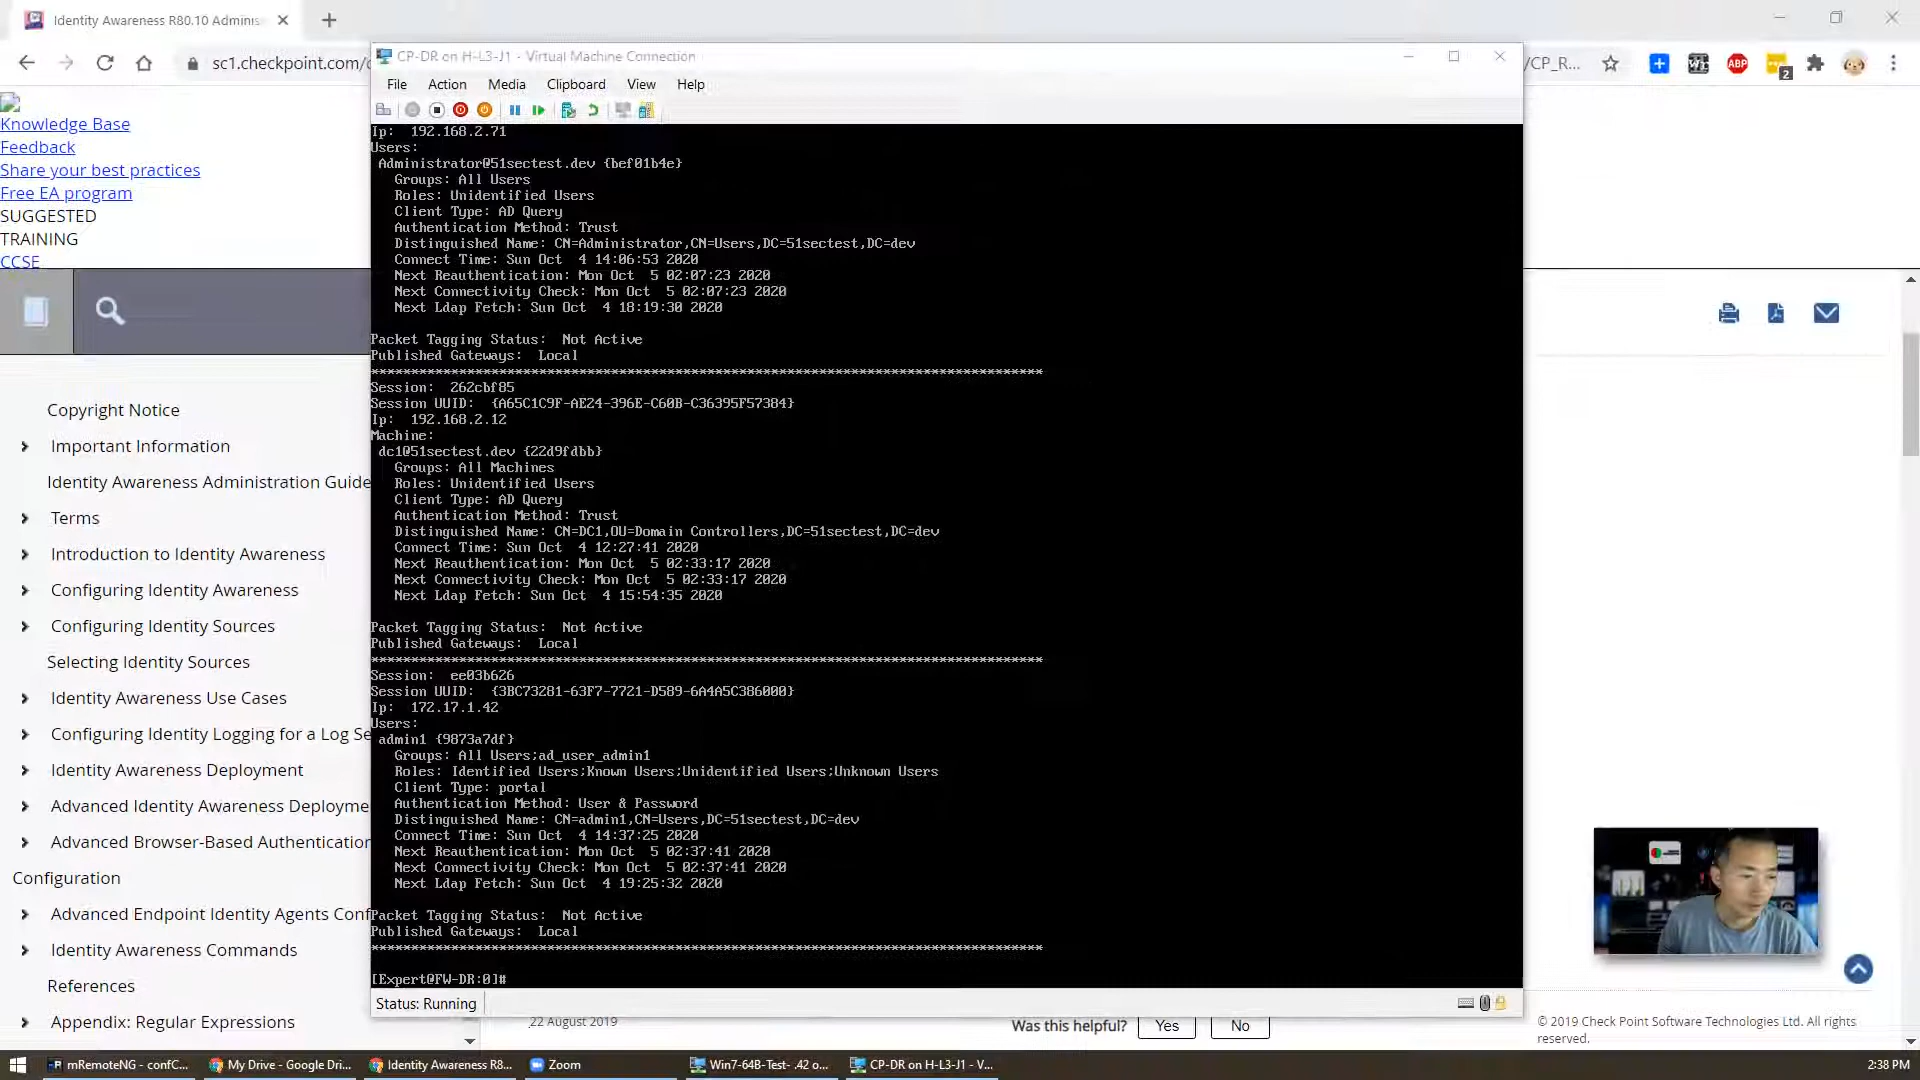 Identity Awareness R80.10 Adminis
sc1.checkpoint.com/
/CP_R...
ABP
2
CP-DR on H-L3-J1 - Virtual Machine Connection
File Action Media Clipboard View Help
Knowledge Base
Feedback
Share your best practices
Free EA program
SUGGESTED
TRAINING
CCSE
Copyright Notice
Important Information
Identity Awareness Administration Guide
Terms
Introduction to Identity Awareness
Configuring Identity Awareness
Configuring Identity Sources
Selecting Identity Sources
Identity Awareness Use Cases
Configuring Identity Logging for a Log Se
Identity Awareness Deployment
Advanced Identity Awareness Deployme
Advanced Browser-Based Authentication
Configuration
Advanced Endpoint Identity Agents Conf
Identity Awareness Commands
References
Appendix: Regular Expressions
Ip: 192.168.2.71
Users:
Administrator@51sectest.dev {bef01b4e}
Groups: All Users
Roles: Unidentified Users
Client Type: AD Query
Authentication Method: Trust
Distinguished Name: CN=Administrator,CN=Users,DC=51sectest,DC=dev
Connect Time: Sun Oct 4 14:06:53 2020
Next Reauthentication: Mon Oct 5 02:07:23 2020
Next Connectivity Check: Mon Oct 5 02:07:23 2020
Next Ldap Fetch: Sun Oct 4 18:19:30 2020
Packet Tagging Status: Not Active
Published Gateways: Local
************************************************************************************
Session: 262cbf85
Session UUID: {A65C1C9F-AE24-396E-C60B-C36395F57384}
Ip: 192.168.2.12
Machine:
dc1@51sectest.dev {22d9fdbb}
Groups: All Machines
Roles: Unidentified Users
Client Type: AD Query
Authentication Method: Trust
Distinguished Name: CN=DC1,OU=Domain Controllers,DC=51sectest,DC=dev
Connect Time: Sun Oct 4 12:27:41 2020
Next Reauthentication: Mon Oct 5 02:33:17 2020
Next Connectivity Check: Mon Oct 5 02:33:17 2020
Next Ldap Fetch: Sun Oct 4 15:54:35 2020
Packet Tagging Status: Not Active
Published Gateways: Local
************************************************************************************
Session: ee03b626
Session UUID: {3BC73281-63F7-7721-D589-6A4A5C386000}
Ip: 172.17.1.42
Users:
admin1 {9873a7df}
Groups: All Users;ad_user_admin1
Roles: Identified Users;Known Users;Unidentified Users;Unknown Users
Client Type: portal
Authentication Method: User & Password
Distinguished Name: CN=admin1,CN=Users,DC=51sectest,DC=dev
Connect Time: Sun Oct 4 14:37:25 2020
Next Reauthentication: Mon Oct 5 02:37:41 2020
Next Connectivity Check: Mon Oct 5 02:37:41 2020
Next Ldap Fetch: Sun Oct 4 19:25:32 2020
Packet Tagging Status: Not Active
Published Gateways: Local
************************************************************************************
[Expert@FW-DR:0]#
Status: Running
22 August 2019
Was this helpful? Yes No
© 2019 Check Point Software Technologies Ltd. All rights
reserved.
mRemoteNG - confC...
My Drive - Google Dri...
Identity Awareness R8...
Zoom
Win7-64B-Test- .42 o...
CP-DR on H-L3-J1 - V...
2:38 PM